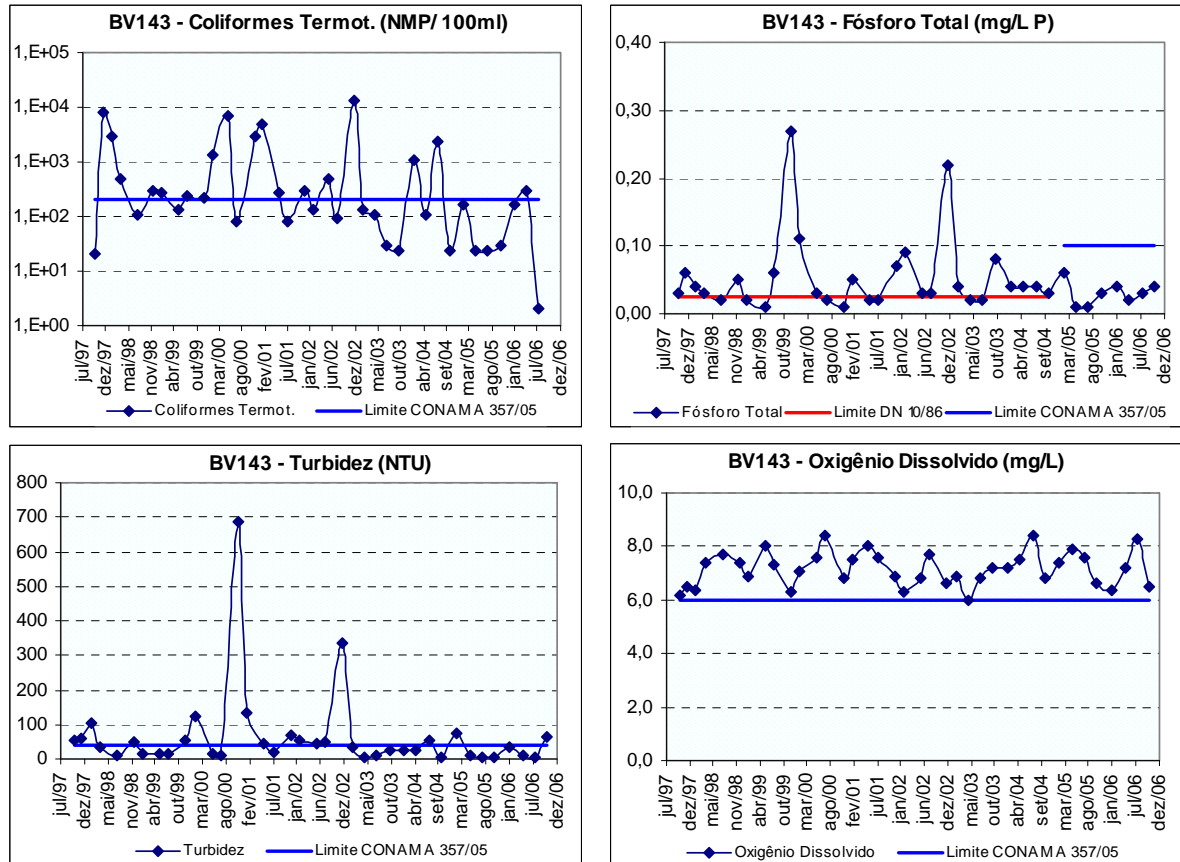 BV143 - Coliformes Termot. (NMP/ 100ml)
1,E+05
1,E+04
1,E+03
1,E+02
1,E+01
1,E+00
jul/97
dez/97
mai/98
nov/98
abr/99
out/99
mar/00
ago/00
fev/01
jul/01
jan/02
jun/02
dez/02
mai/03
out/03
abr/04
set/04
mar/05
ago/05
jan/06
jul/06
dez/06
Coliformes Termot.
Limite CONAMA 357/05
BV143 - Fósforo Total (mg/L P)
0,40
0,30
0,20
0,10
0,00
jul/97
dez/97
mai/98
nov/98
abr/99
out/99
mar/00
ago/00
fev/01
jul/01
jan/02
jun/02
dez/02
mai/03
out/03
abr/04
set/04
mar/05
ago/05
jan/06
jul/06
dez/06
Fósforo Total
Limite DN 10/86
Limite CONAMA 357/05
BV143 - Turbidez (NTU)
800
700
600
500
400
300
200
100
0
jul/97
dez/97
mai/98
nov/98
abr/99
out/99
mar/00
ago/00
fev/01
jul/01
jan/02
jun/02
dez/02
mai/03
out/03
abr/04
set/04
mar/05
ago/05
jan/06
jul/06
dez/06
Turbidez
Limite CONAMA 357/05
BV143 - Oxigênio Dissolvido (mg/L)
10,0
8,0
6,0
4,0
2,0
0,0
jul/97
dez/97
mai/98
nov/98
abr/99
out/99
mar/00
ago/00
fev/01
jul/01
jan/02
jun/02
dez/02
mai/03
out/03
abr/04
set/04
mar/05
ago/05
jan/06
jul/06
dez/06
Oxigênio Dissolvido
Limite CONAMA 357/05